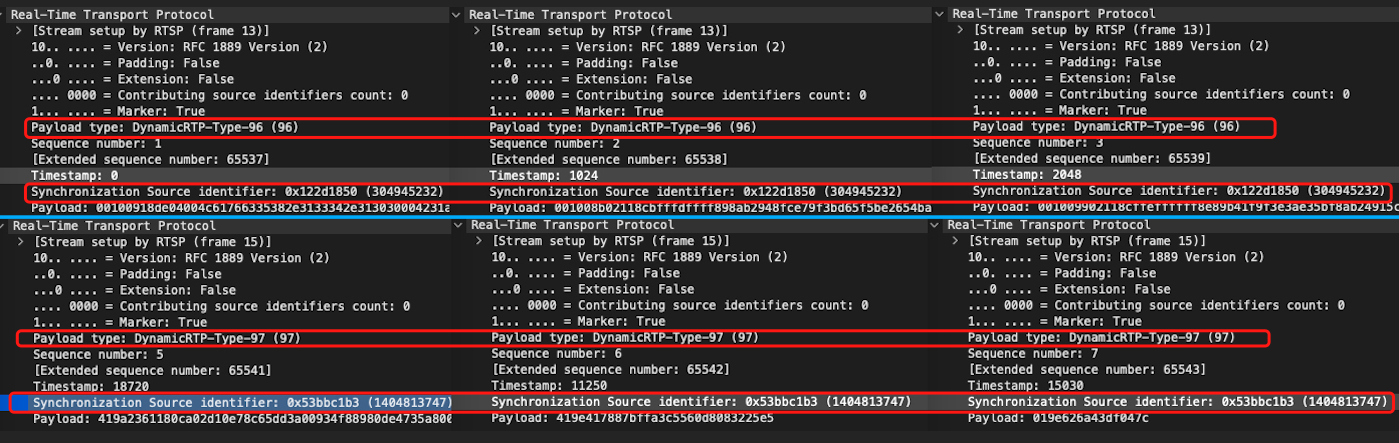 Real-Time Transport Protocol
[Stream setup by RTSP (frame 13)]
10.. .... = Version: RFC 1889 Version (2)
..0. .... = Padding: False
...0 .... = Extension: False
.... 0000 = Contributing source identifiers count: 0
1... .... = Marker: True
Payload type: DynamicRTP-Type-96 (96)
Sequence number: 1
[Extended sequence number: 65537]
Timestamp: 0
Synchronization Source identifier: 0x122d1850 (304945232)
Payload: 00100918de04004c61766335382e3133342e313030004231a
Real-Time Transport Protocol
[Stream setup by RTSP (frame 13)]
10.. .... = Version: RFC 1889 Version (2)
..0. .... = Padding: False
...0 .... = Extension: False
.... 0000 = Contributing source identifiers count: 0
1... .... = Marker: True
Payload type: DynamicRTP-Type-96 (96)
Sequence number: 2
[Extended sequence number: 65538]
Timestamp: 1024
Synchronization Source identifier: 0x122d1850 (304945232)
Payload: 001008b02118cbfffdffff898ab2948fce79f3bd65f5be2654ba
Real-Time Transport Protocol
[Stream setup by RTSP (frame 13)]
10.. .... = Version: RFC 1889 Version (2)
..0. .... = Padding: False
...0 .... = Extension: False
.... 0000 = Contributing source identifiers count: 0
1... .... = Marker: True
Payload type: DynamicRTP-Type-96 (96)
Sequence number: 3
[Extended sequence number: 65539]
Timestamp: 2048
Synchronization Source identifier: 0x122d1850 (304945232)
Payload: 001009902118cffeffffff8e89b41f9f3e3ae35bf8ab24915c
Real-Time Transport Protocol
[Stream setup by RTSP (frame 15)]
10.. .... = Version: RFC 1889 Version (2)
..0. .... = Padding: False
...0 .... = Extension: False
.... 0000 = Contributing source identifiers count: 0
1... .... = Marker: True
Payload type: DynamicRTP-Type-97 (97)
Sequence number: 5
[Extended sequence number: 65541]
Timestamp: 18720
Synchronization Source identifier: 0x53bbc1b3 (1404813747)
Payload: 419a2361180ca02d10e78c65dd3a00934f88980de4735a800
Real-Time Transport Protocol
[Stream setup by RTSP (frame 15)]
10.. .... = Version: RFC 1889 Version (2)
..0. .... = Padding: False
...0 .... = Extension: False
.... 0000 = Contributing source identifiers count: 0
1... .... = Marker: True
Payload type: DynamicRTP-Type-97 (97)
Sequence number: 6
[Extended sequence number: 65542]
Timestamp: 11250
Synchronization Source identifier: 0x53bbc1b3 (1404813747)
Payload: 419e417887bffa3c5560d8083225e5
Real-Time Transport Protocol
[Stream setup by RTSP (frame 15)]
10.. .... = Version: RFC 1889 Version (2)
..0. .... = Padding: False
...0 .... = Extension: False
.... 0000 = Contributing source identifiers count: 0
1... .... = Marker: True
Payload type: DynamicRTP-Type-97 (97)
Sequence number: 7
[Extended sequence number: 65543]
Timestamp: 15030
Synchronization Source identifier: 0x53bbc1b3 (1404813747)
Payload: 019e626a43df047c